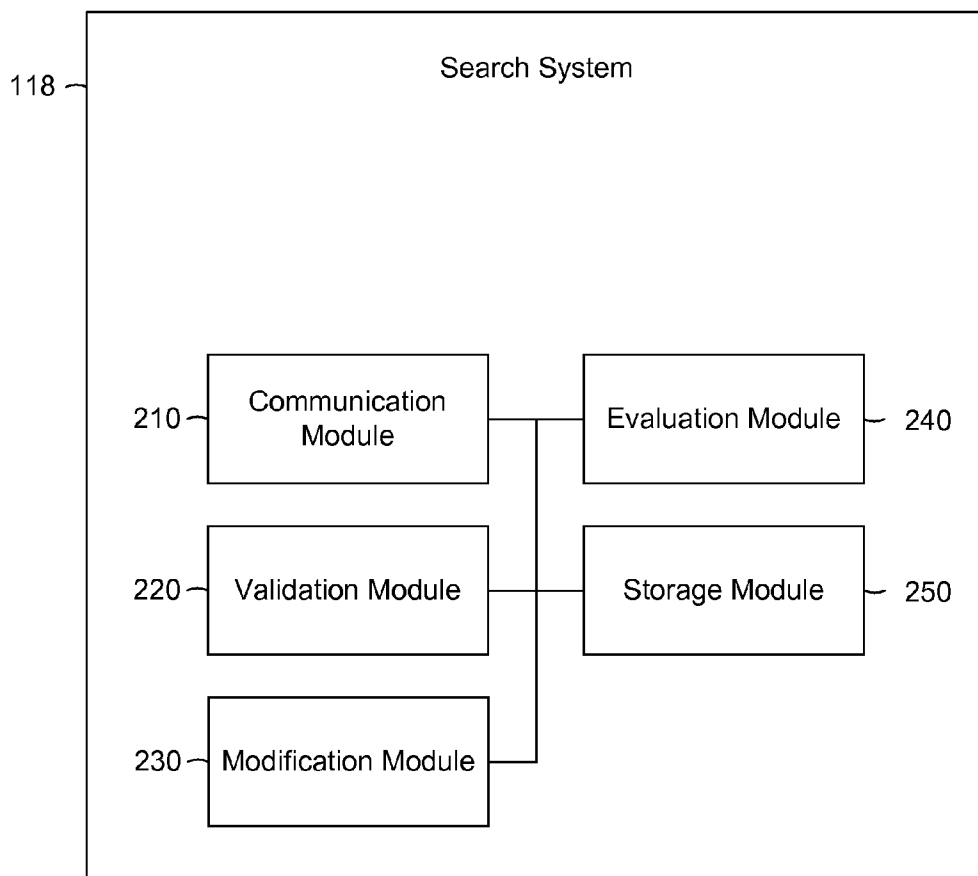 Search System
118
Communication
Module
210
Evaluation Module
240
Validation Module
220
Storage Module
250
Modification Module
230